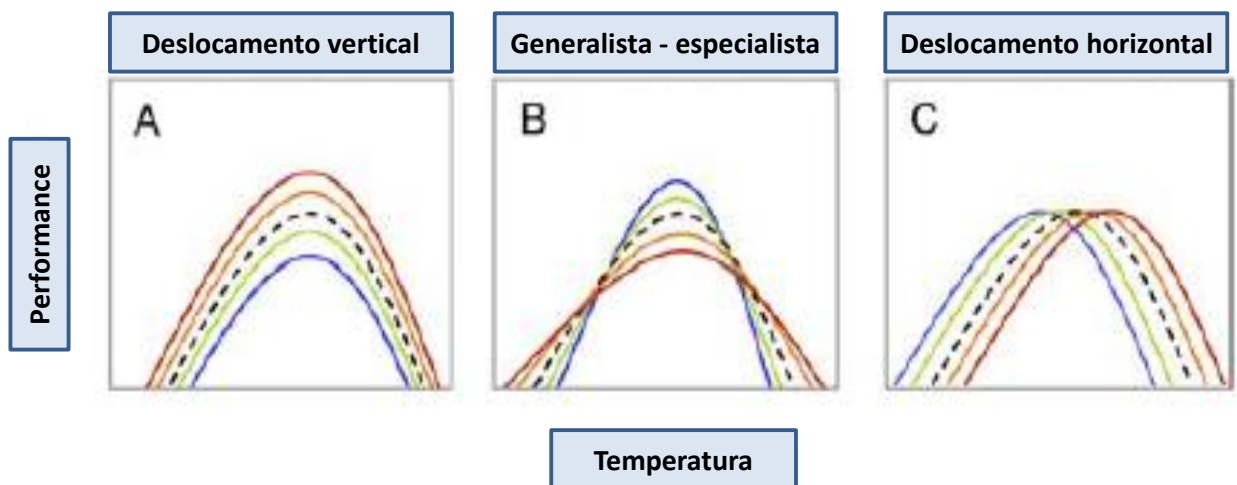 Deslocamento vertical
Generalista - especialista
Deslocamento horizontal
A
B
C
Performance
Temperatura